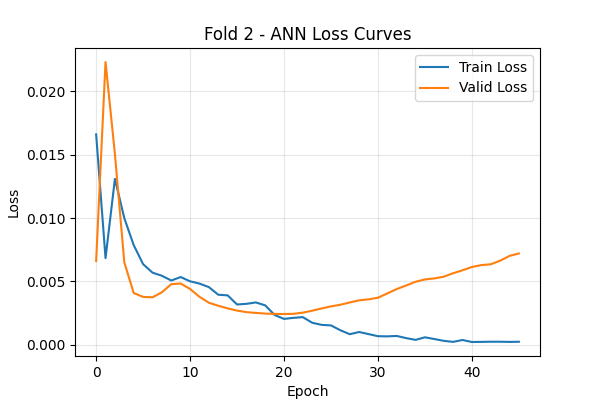 Fold 2 - ANN Loss Curves
Train Loss
Valid Loss
Loss
0.020
0.015
0.010
0.005
0.000
0 10 20 30 40
Epoch